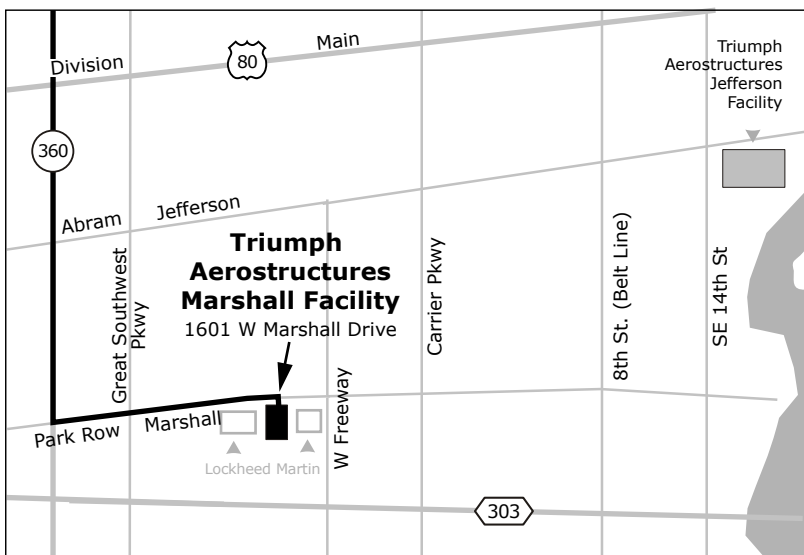 Main
Division
80
Triumph
Aerostructures
Jefferson
Facility
360
Abram
Jefferson
Triumph
Aerostructures
Marshall Facility
1601 W Marshall Drive
Great Southwest
Pkwy
Carrier Pkwy
8th St. (Belt Line)
SE 14th St
W Freeway
Park Row
Marshall
Lockheed Martin
303